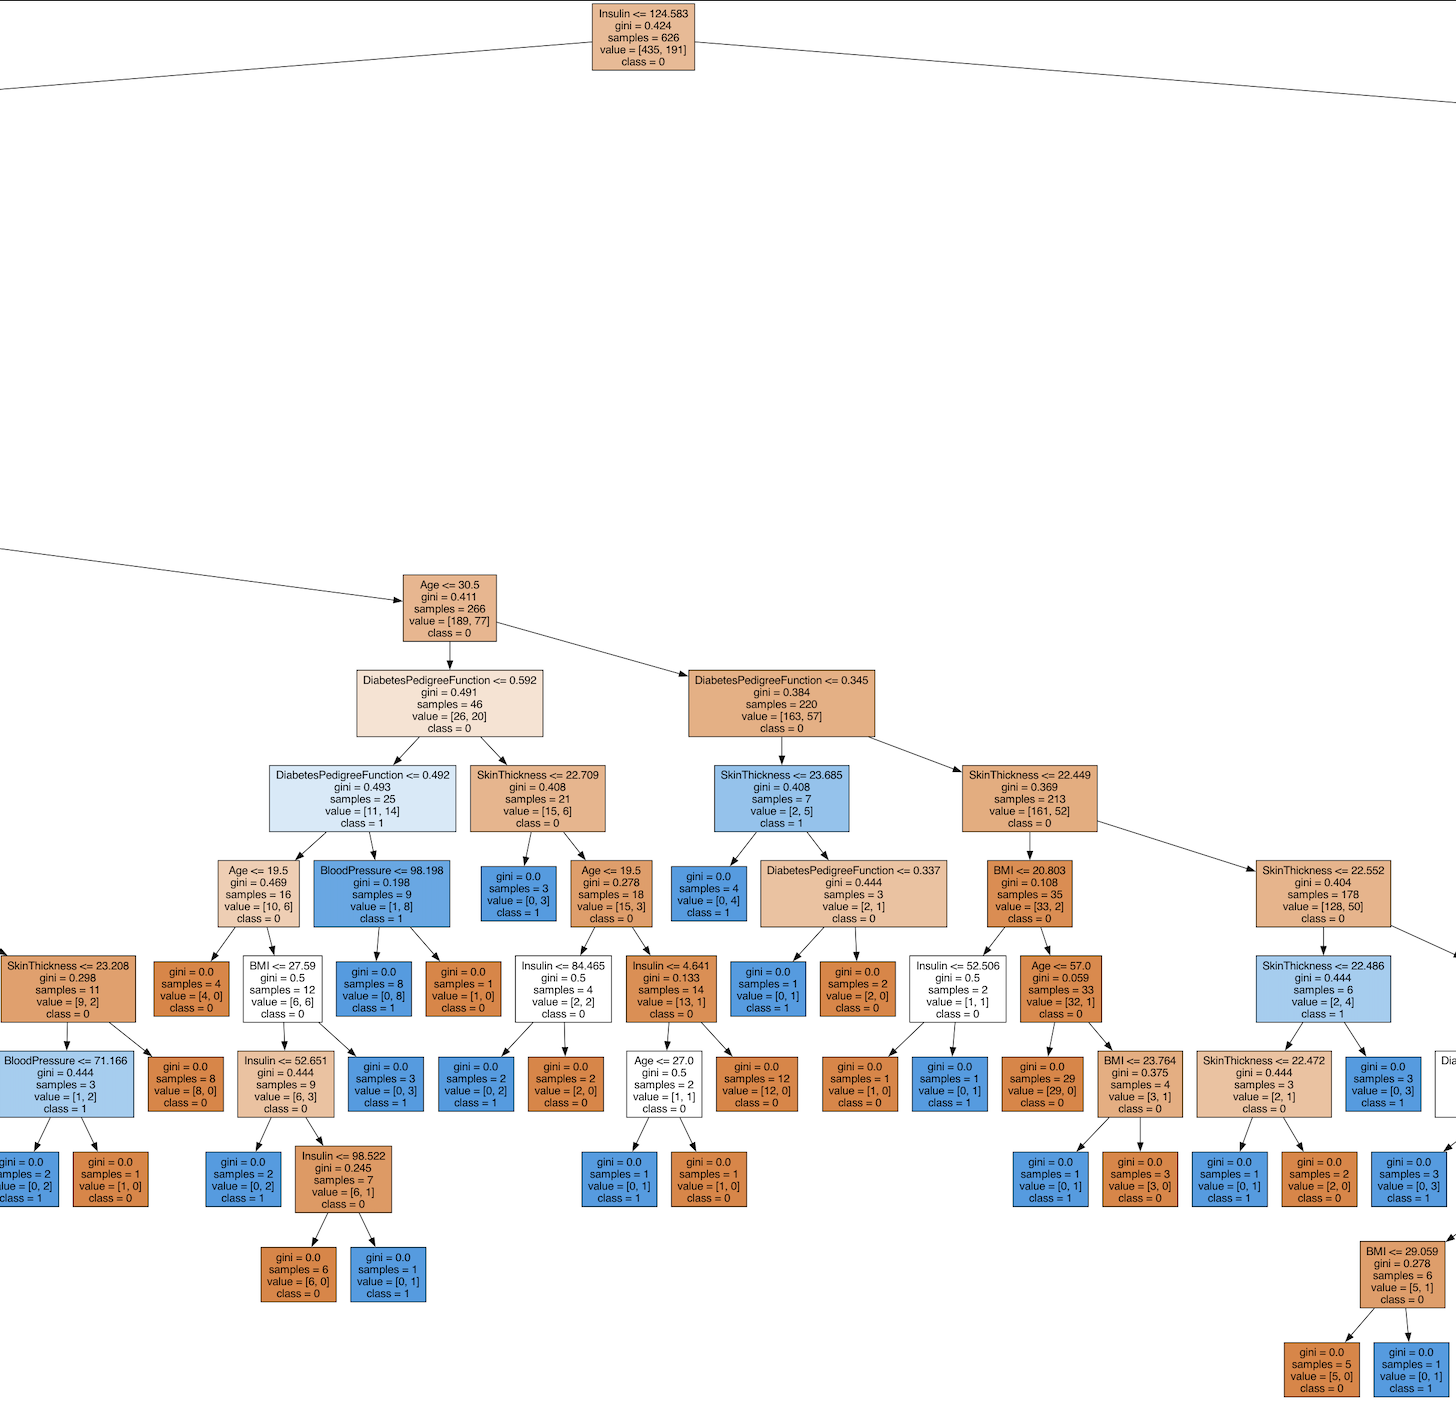 Insulin <= 124.583
gini = 0.424
samples = 626
value = [435, 191]
class = 0
Age <= 30.5
gini = 0.411
samples = 266
value = [189, 77]
class = 0
DiabetesPedigreeFunction <= 0.592
gini = 0.491
samples = 46
value = [26, 20]
class = 0
DiabetesPedigreeFunction <= 0.345
gini = 0.384
samples = 220
value = [163, 57]
class = 0
DiabetesPedigreeFunction <= 0.492
gini = 0.493
samples = 25
value = [11, 14]
class = 1
SkinThickness <= 22.709
gini = 0.408
samples = 21
value = [15, 6]
class = 0
SkinThickness <= 23.685
gini = 0.408
samples = 7
value = [2, 5]
class = 1
SkinThickness <= 22.449
gini = 0.369
samples = 213
value = [161, 52]
class = 0
Age <= 19.5
gini = 0.469
samples = 16
value = [10, 6]
class = 0
BloodPressure <= 98.198
gini = 0.198
samples = 9
value = [1, 8]
class = 1
gini = 0.0
samples = 3
value = [0, 3]
class = 1
Age <= 19.5
gini = 0.278
samples = 18
value = [15, 3]
class = 0
gini = 0.0
samples = 4
value = [0, 4]
class = 1
DiabetesPedigreeFunction <= 0.337
gini = 0.444
samples = 3
value = [2, 1]
class = 0
BMI <= 20.803
gini = 0.108
samples = 35
value = [33, 2]
class = 0
SkinThickness <= 22.552
gini = 0.404
samples = 178
value = [128, 50]
class = 0
SkinThickness <= 23.208
gini = 0.298
samples = 11
value = [9, 2]
class = 0
gini = 0.0
samples = 4
value = [4, 0]
class = 0
BMI <= 27.59
gini = 0.5
samples = 12
value = [6, 6]
class = 0
gini = 0.0
samples = 8
value = [0, 8]
class = 1
gini = 0.0
samples = 1
value = [1, 0]
class = 0
Insulin <= 84.465
gini = 0.5
samples = 4
value = [2, 2]
class = 0
Insulin <= 4.641
gini = 0.133
samples = 14
value = [13, 1]
class = 0
gini = 0.0
samples = 1
value = [0, 1]
class = 1
gini = 0.0
samples = 2
value = [2, 0]
class = 0
Insulin <= 52.506
gini = 0.5
samples = 2
value = [1, 1]
class = 0
Age <= 57.0
gini = 0.059
samples = 33
value = [32, 1]
class = 0
SkinThickness <= 22.486
gini = 0.444
samples = 6
value = [2, 4]
class = 1
BloodPressure <= 71.166
gini = 0.444
samples = 3
value = [1, 2]
class = 1
gini = 0.0
samples = 8
value = [8, 0]
class = 0
Insulin <= 52.651
gini = 0.444
samples = 9
value = [6, 3]
class = 0
gini = 0.0
samples = 3
value = [0, 3]
class = 1
gini = 0.0
samples = 2
value = [0, 2]
class = 1
gini = 0.0
samples = 2
value = [2, 0]
class = 0
Age <= 27.0
gini = 0.5
samples = 2
value = [1, 1]
class = 0
gini = 0.0
samples = 12
value = [12, 0]
class = 0
gini = 0.0
samples = 1
value = [1, 0]
class = 0
gini = 0.0
samples = 1
value = [0, 1]
class = 1
gini = 0.0
samples = 29
value = [29, 0]
class = 0
BMI <= 23.764
gini = 0.375
samples = 4
value = [3, 1]
class = 0
SkinThickness <= 22.472
gini = 0.444
samples = 3
value = [2, 1]
class = 0
gini = 0.0
samples = 3
value = [0, 3]
class = 1
gini = 0.0
= 2
= [0, 2]
class = 1
gini = 0.0
samples = 1
value = [1, 0]
class = 0
gini = 0.0
samples = 2
value = [0, 2]
class = 1
Insulin <= 98.522
gini = 0.245
samples = 7
value = [6, 1]
class = 0
gini = 0.0
samples = 1
value = [0, 1]
class = 1
gini = 0.0
samples = 1
value = [1, 0]
class = 0
gini = 0.0
samples = 1
value = [0, 1]
class = 1
gini = 0.0
samples = 3
value = [3, 0]
class = 0
gini = 0.0
samples = 1
value = [0, 1]
class = 1
gini = 0.0
samples = 2
value = [2, 0]
class = 0
gini = 0.0
samples = 3
value = [0, 3]
class = 1
gini = 0.0
samples = 6
value = [6, 0]
class = 0
gini = 0.0
samples = 1
value = [0, 1]
class = 1
BMI <= 29.059
gini = 0.278
samples = 6
value = [5, 1]
class = 0
gini = 0.0
samples = 5
value = [5, 0]
class = 0
gini = 0.0
samples = 1
value = [0, 1]
class = 1